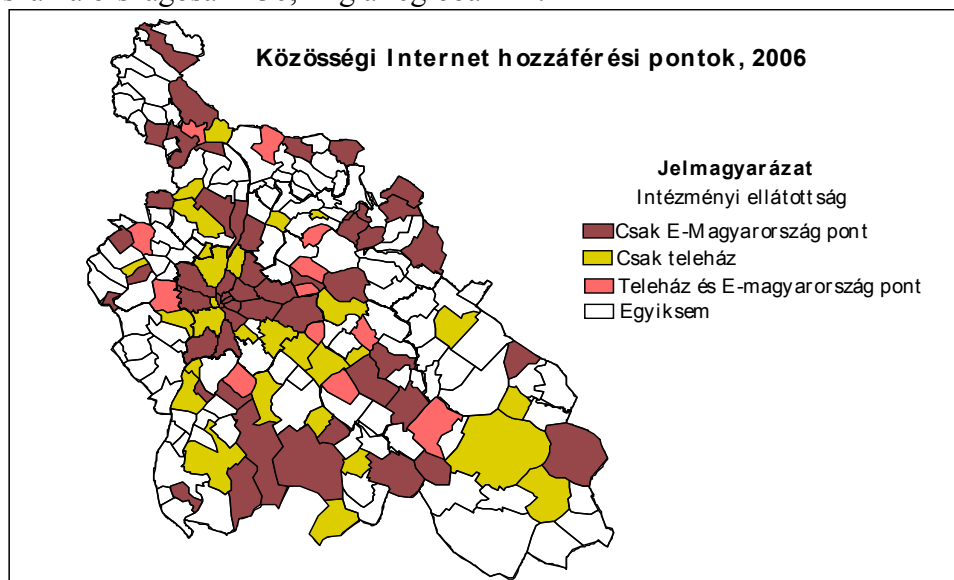 Közösségi Internet hozzáférési pontok, 2006
Jelmagyarázat
Intézményi ellátottság
Csak E-Magyarország pont
Csak teleház
Teleház és E-magyarország pont
Egyiksem